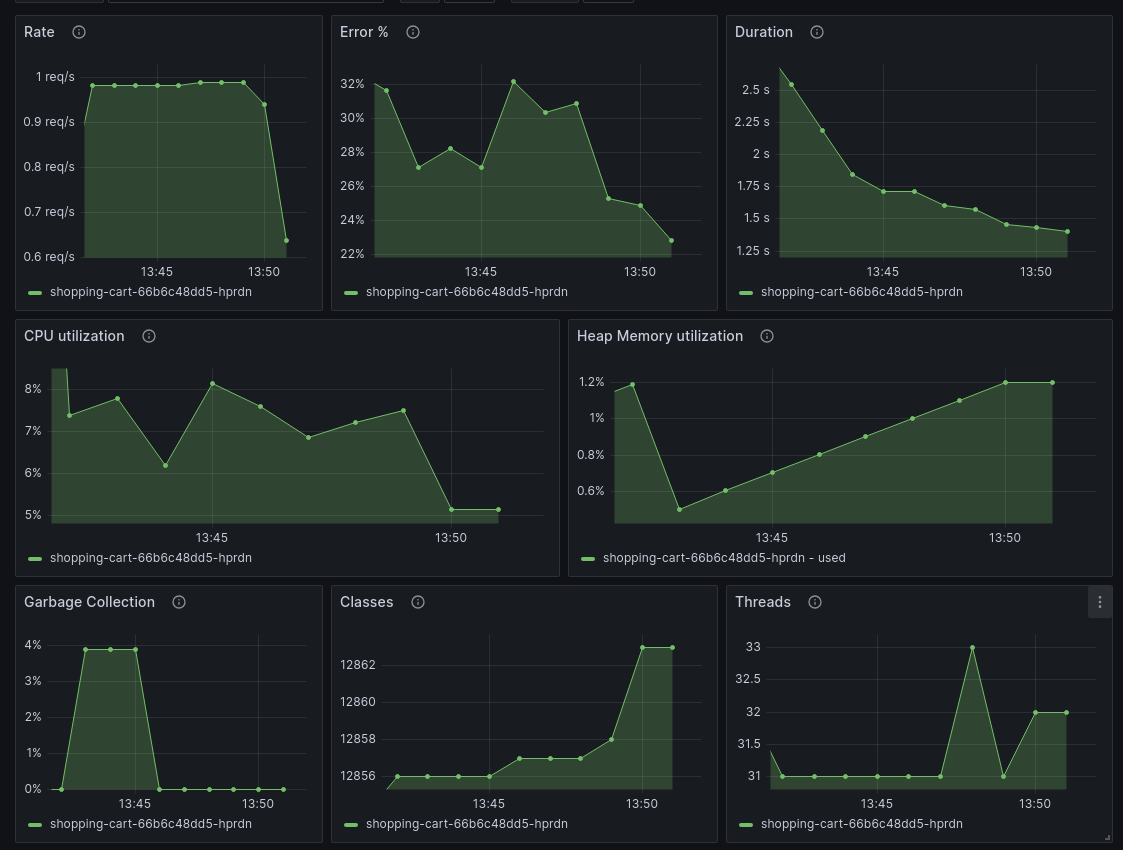 Rate
1 req/s
0.9 req/s
0.8 req/s
0.7 req/s
0.6 req/s
13:45 13:50
shopping-cart-66b6c48dd5-hprdn
Error %
32%
30%
28%
26%
24%
22%
13:45 13:50
shopping-cart-66b6c48dd5-hprdn
Duration
2.5 s
2.25 s
2 s
1.75 s
1.5 s
1.25 s
13:45 13:50
shopping-cart-66b6c48dd5-hprdn
CPU utilization
8%
7%
6%
5%
13:45 13:50
shopping-cart-66b6c48dd5-hprdn
Heap Memory utilization
1.2%
1%
0.8%
0.6%
13:45 13:50
shopping-cart-66b6c48dd5-hprdn - used
Garbage Collection
4%
3%
2%
1%
0%
13:45 13:50
shopping-cart-66b6c48dd5-hprdn
Classes
12862
12860
12858
12856
13:45 13:50
shopping-cart-66b6c48dd5-hprdn
Threads
33
32.5
32
31.5
31
13:45 13:50
shopping-cart-66b6c48dd5-hprdn